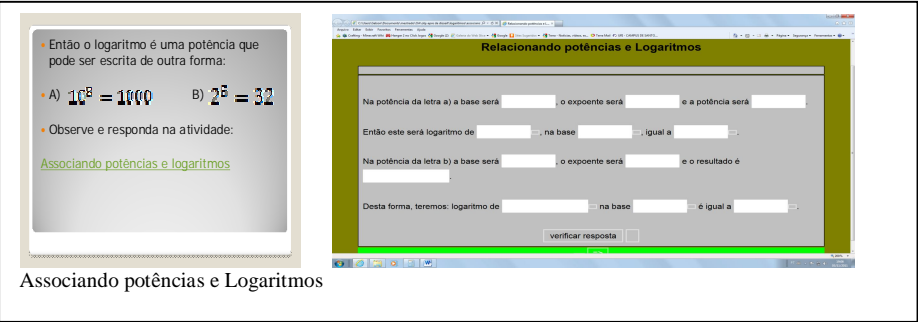 Então o logaritmo é uma potência que
pode ser escrita de outra forma:
A) 10³ = 1000 B) 2⁵ = 32
Observe e responda na atividade:
Associando potências e logaritmos
Relacionando potências e Logaritmos
Na potência da letra a) a base será , o expoente será e a potência será .
Então este será logaritmo de , na base , igual a .
Na potência da letra b) a base será , o expoente será e o resultado é
.
Desta forma, teremos: logaritmo de na base é igual a .
verificar resposta
Associando potências e Logaritmos